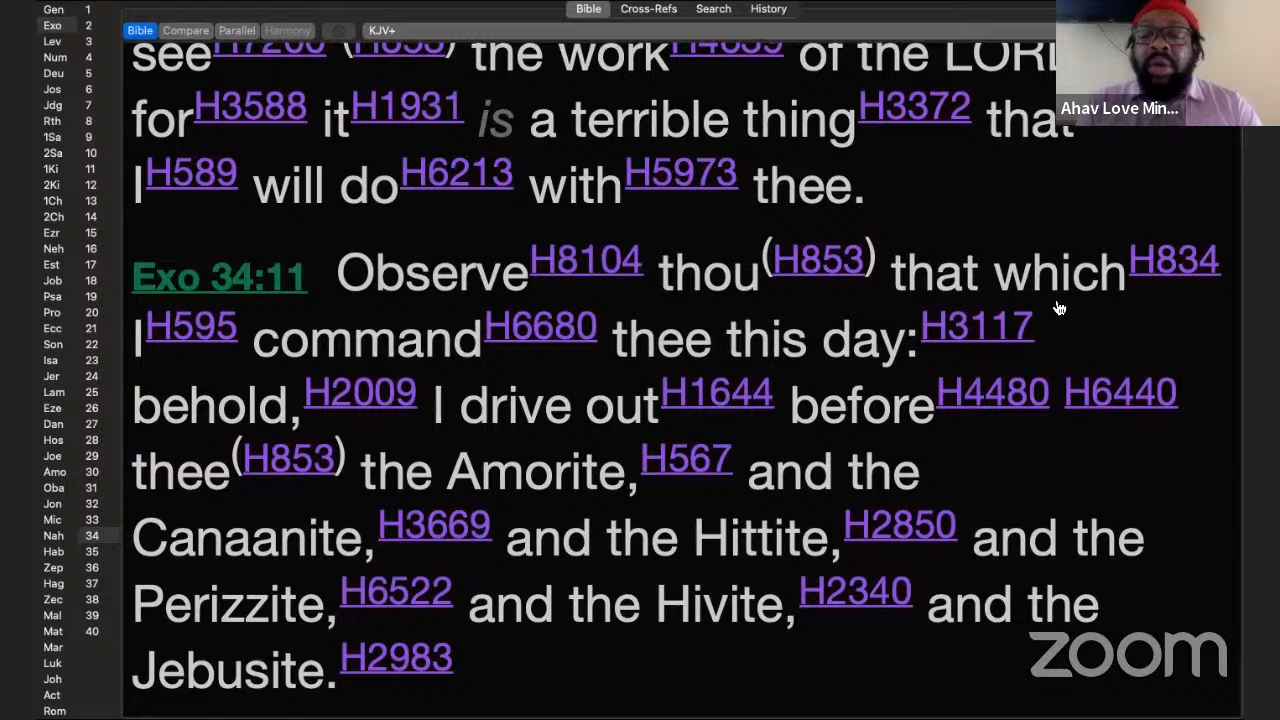 Bible Cross-Refs Search History
Bible Compare Parallel Harmony KJV+
Gen 1
Exo 2
Lev 3
Num 4
Deu 5
Jos 6
Jdg 7
Rth 8
1Sa 9
2Sa 10
1Ki 11
2Ki 12
1Ch 13
2Ch 14
Ezr 15
Neh 16
Est 17
Job 18
Psa 19
Pro 20
Ecc 21
Son 22
Isa 23
Jer 24
Lam 25
Eze 26
Dan 27
Hos 28
Joe 29
Amo 30
Oba 31
Jon 32
Mic 33
Nah 34
Hab 35
Zep 36
Hag 37
Zec 38
Mal 39
Mat 40
Mar
Luk
Joh
Act
Rom
see H7200 (H853) the work H4639 of the LORD
for H3588 it H1931 is a terrible thing H3372 that
I H589 will do H6213 with H5973 thee.
Exo 34:11 Observe H8104 thou (H853) that which H834
I H595 command H6680 thee this day: H3117
behold, H2009 I drive out H1644 before H4480 H6440
thee (H853) the Amorite, H567 and the
Canaanite, H3669 and the Hittite, H2850 and the
Perizzite, H6522 and the Hivite, H2340 and the
Jebusite. H2983
Ahav Love Min...
zoom